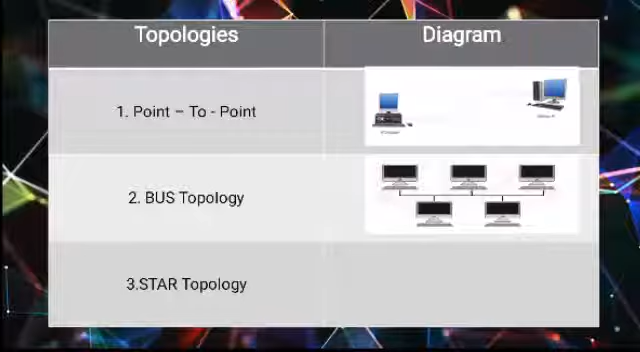 Topologies
Diagram
1. Point – To - Point
2. BUS Topology
3.STAR Topology